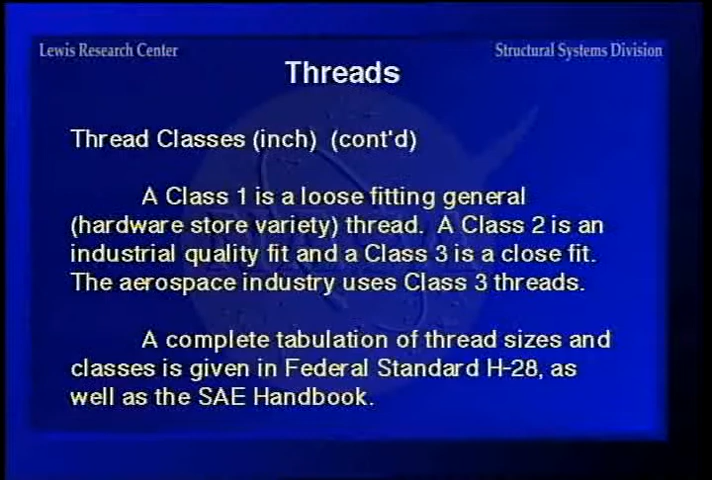 Lewis Research Center
Structural Systems Division
Threads
Thread Classes (inch) (cont'd)
A Class 1 is a loose fitting general
(hardware store variety) thread. A Class 2 is an
industrial quality fit and a Class 3 is a close fit.
The aerospace industry uses Class 3 threads.
A complete tabulation of thread sizes and
classes is given in Federal Standard H-28, as
well as the SAE Handbook.